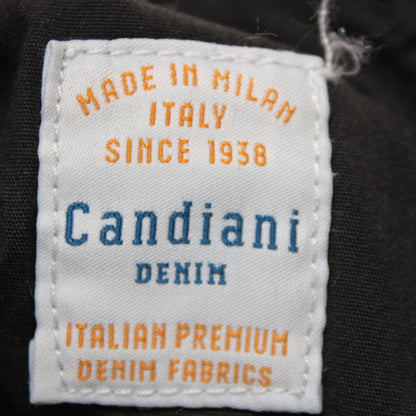 MADE IN MILAN
ITALY
SINCE 1938
Candiani
DENIM
ITALIAN PREMIUM
DENIM FABRICS